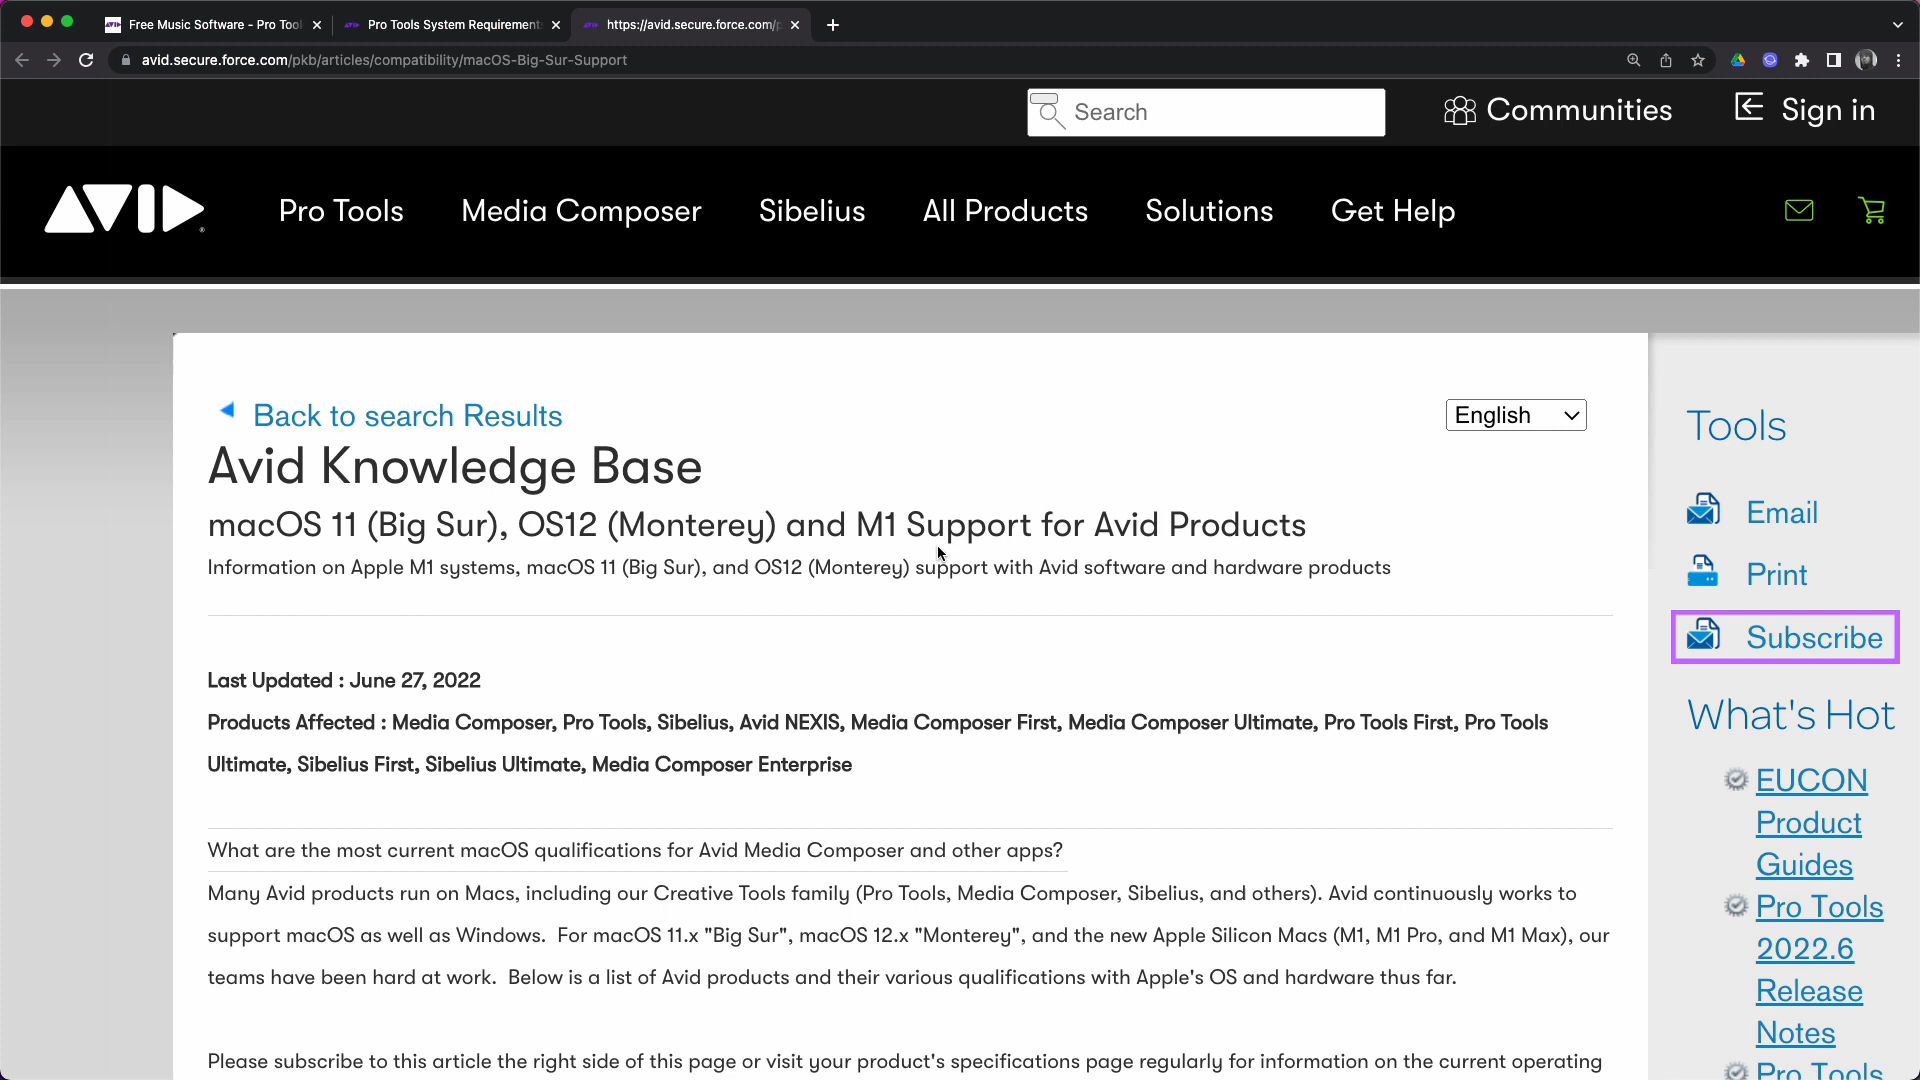 Free Music Software - Pro Tool
Pro Tools System Requirement
https://avid.secure.force.com/p
avid.secure.force.com/pkb/articles/compatibility/macOS-Big-Sur-Support
Search
Communities
Sign in
AVID
Pro Tools
Media Composer
Sibelius
All Products
Solutions
Get Help
Back to search Results
English
Avid Knowledge Base
macOS 11 (Big Sur), OS12 (Monterey) and M1 Support for Avid Products
Information on Apple M1 systems, macOS 11 (Big Sur), and OS12 (Monterey) support with Avid software and hardware products
Last Updated : June 27, 2022
Products Affected : Media Composer, Pro Tools, Sibelius, Avid NEXIS, Media Composer First, Media Composer Ultimate, Pro Tools First, Pro Tools
Ultimate, Sibelius First, Sibelius Ultimate, Media Composer Enterprise
What are the most current macOS qualifications for Avid Media Composer and other apps?
Many Avid products run on Macs, including our Creative Tools family (Pro Tools, Media Composer, Sibelius, and others). Avid continuously works to
support macOS as well as Windows.  For macOS 11.x "Big Sur", macOS 12.x "Monterey", and the new Apple Silicon Macs (M1, M1 Pro, and M1 Max), our
teams have been hard at work.  Below is a list of Avid products and their various qualifications with Apple's OS and hardware thus far.
Please subscribe to this article the right side of this page or visit your product's specifications page regularly for information on the current operating
Tools
Email
Print
Subscribe
What's Hot
EUCON
Product
Guides
Pro Tools
2022.6
Release
Notes
Pro Tools